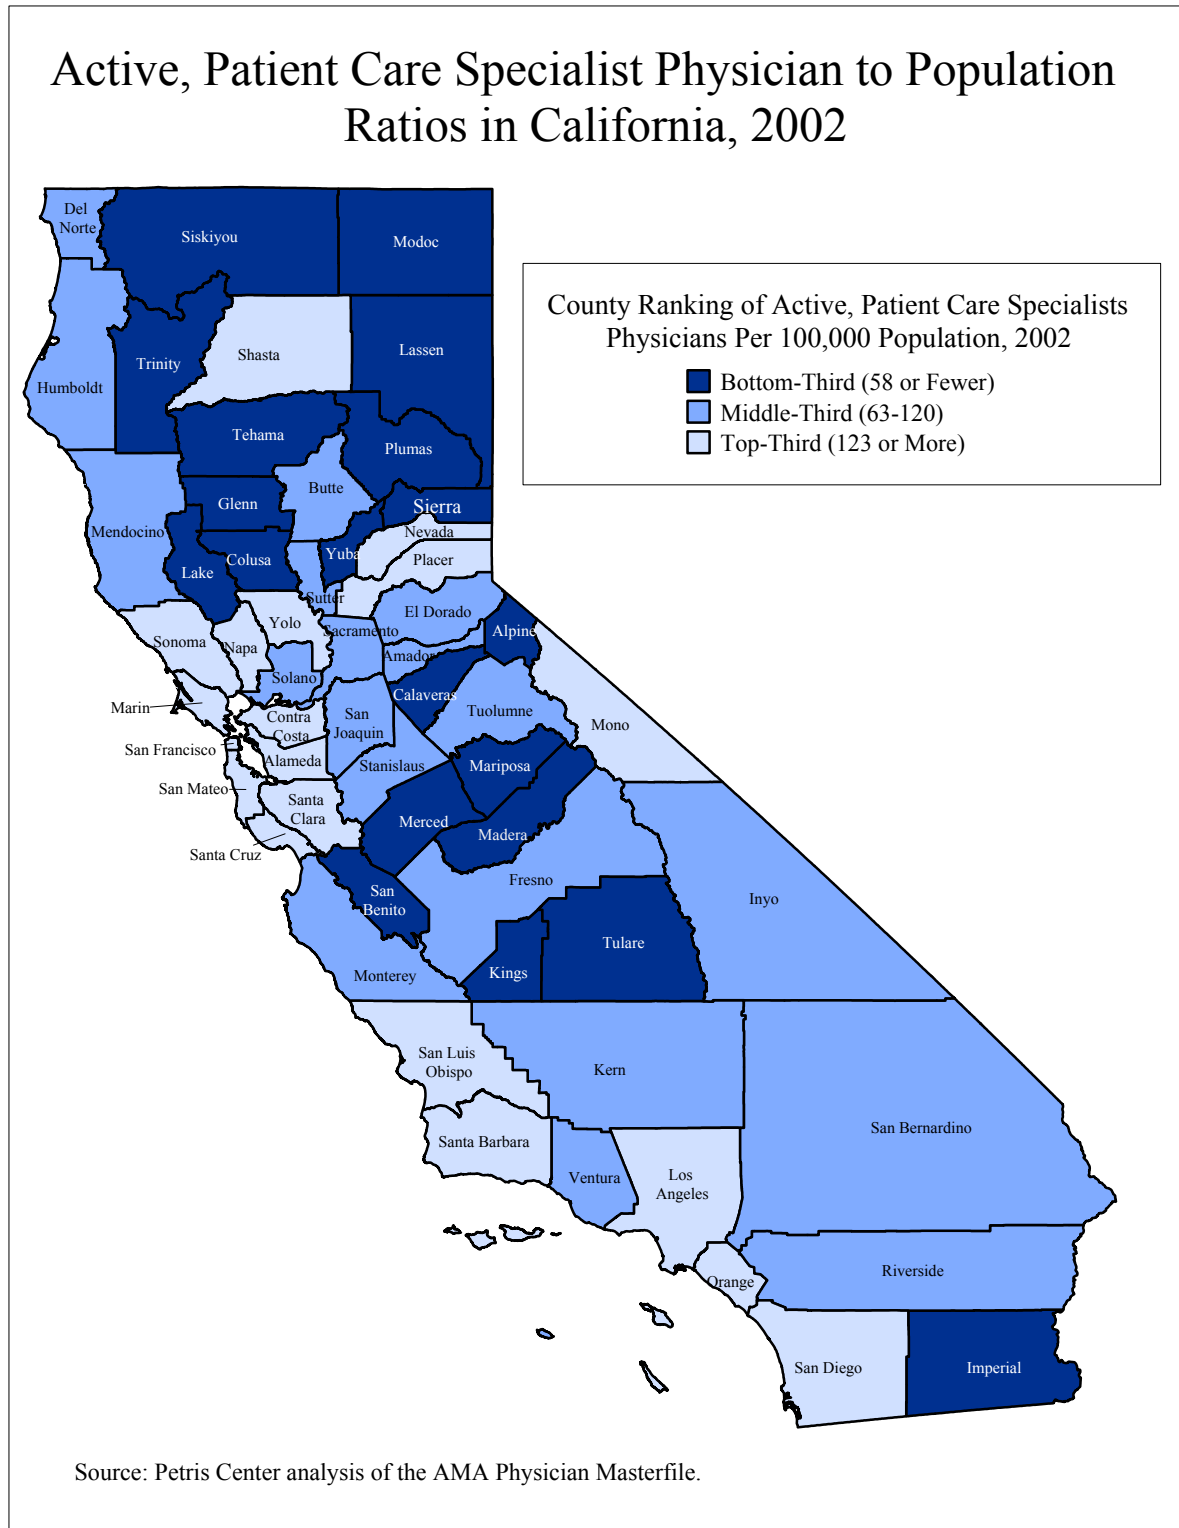 Active, Patient Care Specialist Physician to Population
Ratios in California, 2002
Del
Norte
Siskiyou
Modoc
County Ranking of Active, Patient Care Specialists
Physicians Per 100,000 Population, 2002
Bottom-Third (58 or Fewer)
Middle-Third (63-120)
Top-Third (123 or More)
Trinity
Shasta
Lassen
Humboldt
Tehama
Plumas
Butte
Glenn
Sierra
Mendocino
Nevada
Yuba
Placer
Colusa
Lake
Sutter
El Dorado
Yolo
Sacramento
Alpine
Sonoma
Napa
Amador
Solano
Calaveras
Marin
Contra
Costa
San
Joaquin
Tuolumne
Mono
San Francisco
Alameda
Stanislaus
Mariposa
San Mateo
Santa
Clara
Merced
Madera
Santa Cruz
Fresno
San
Benito
Inyo
Tulare
Monterey
Kings
San Luis
Obispo
Kern
San Bernardino
Santa Barbara
Ventura
Los
Angeles
Orange
Riverside
San Diego
Imperial
Source: Petris Center analysis of the AMA Physician Masterfile.